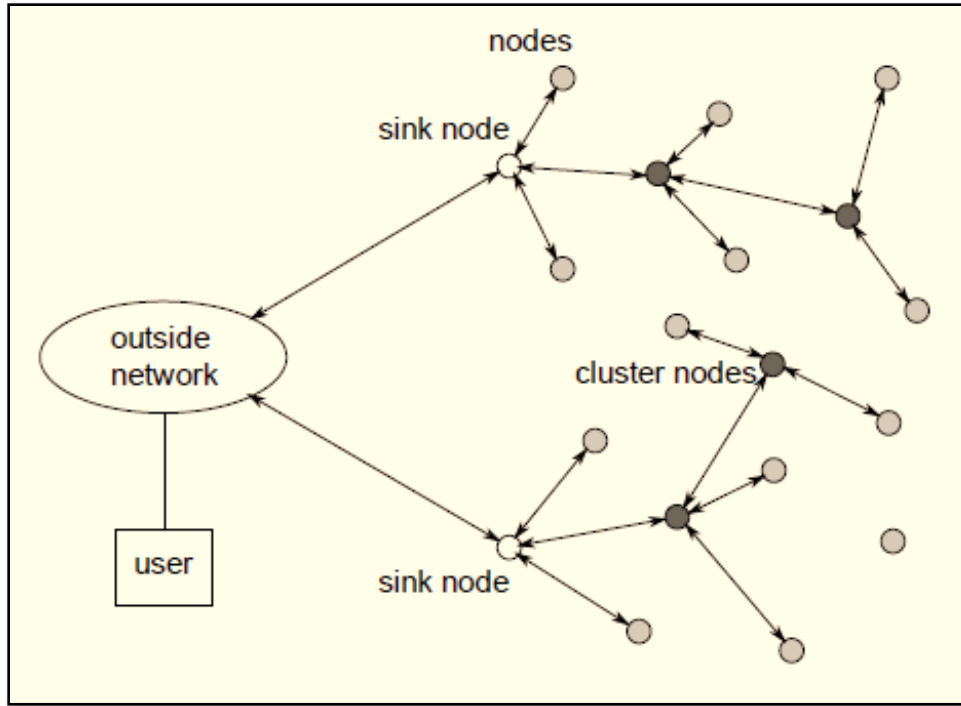 nodes
sink node
outside
network
cluster nodes
user
sink node